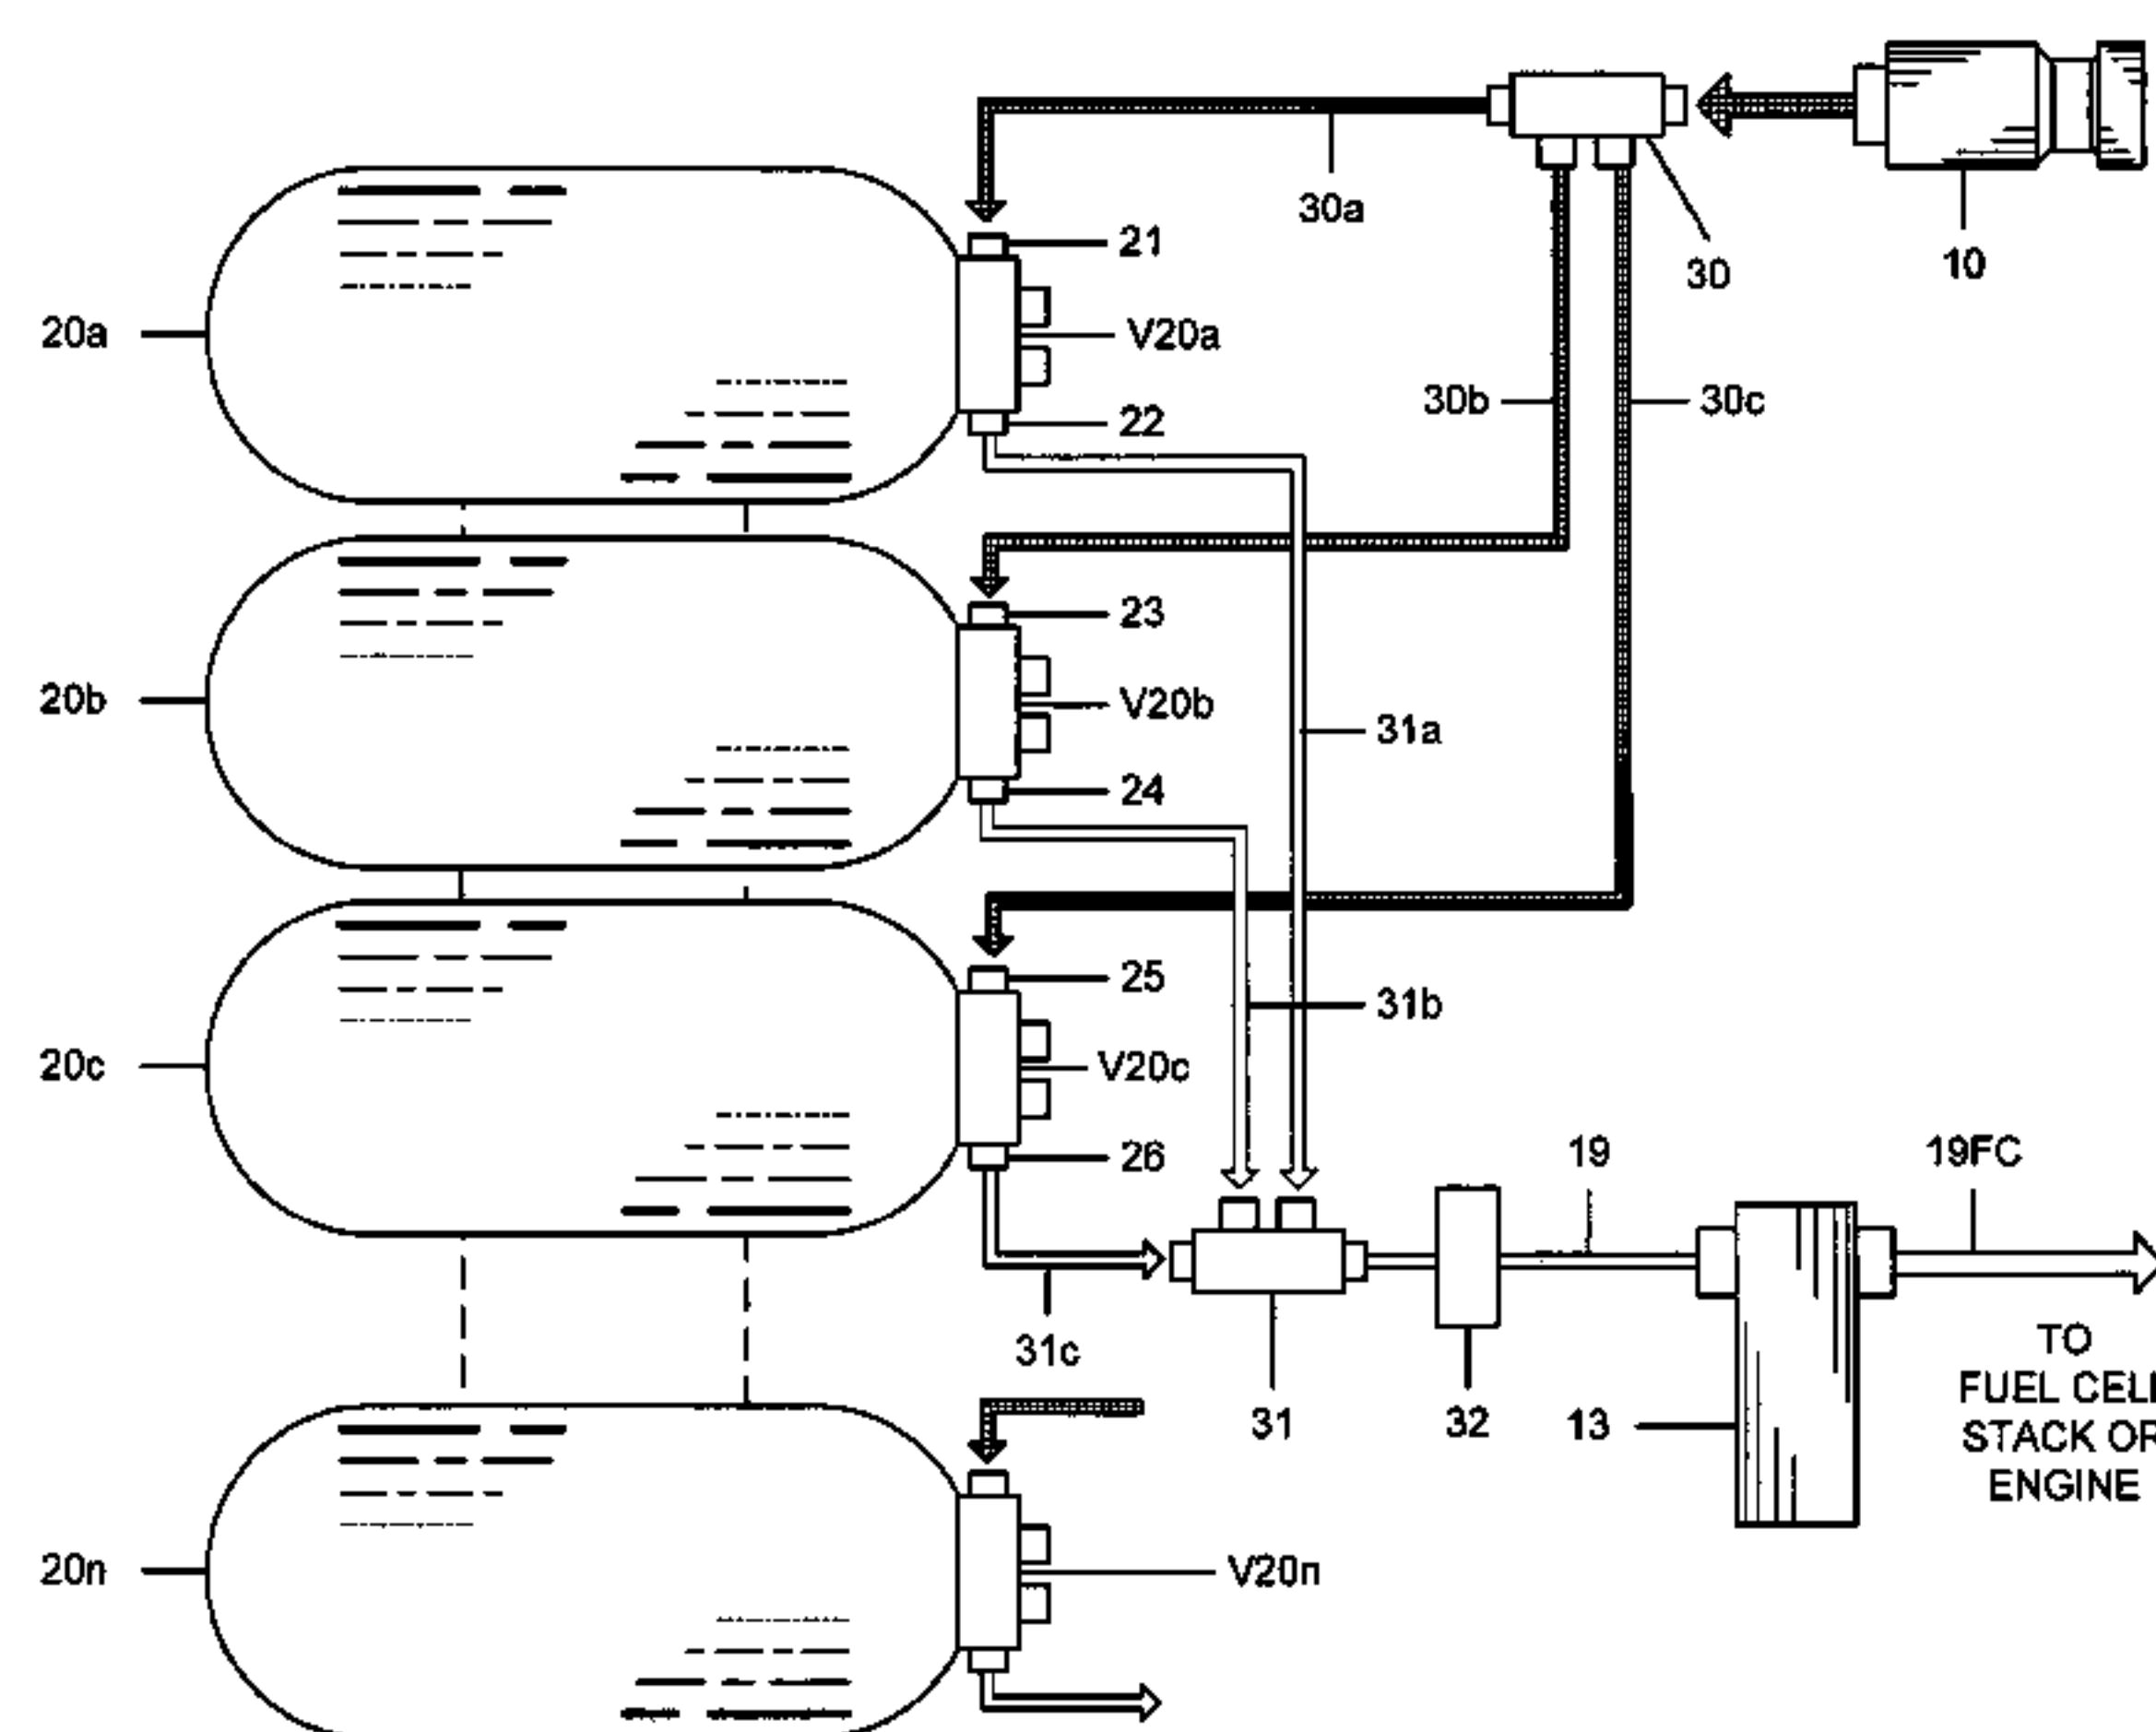 30a
30
10
21
20a
V20a
22
30b
30c
23
20b
V20b
31a
24
25
31b
20c
V20c
26
19
19FC
31c
31
32
13
TO
FUEL CELL
STACK OR
ENGINE
20n
V20n